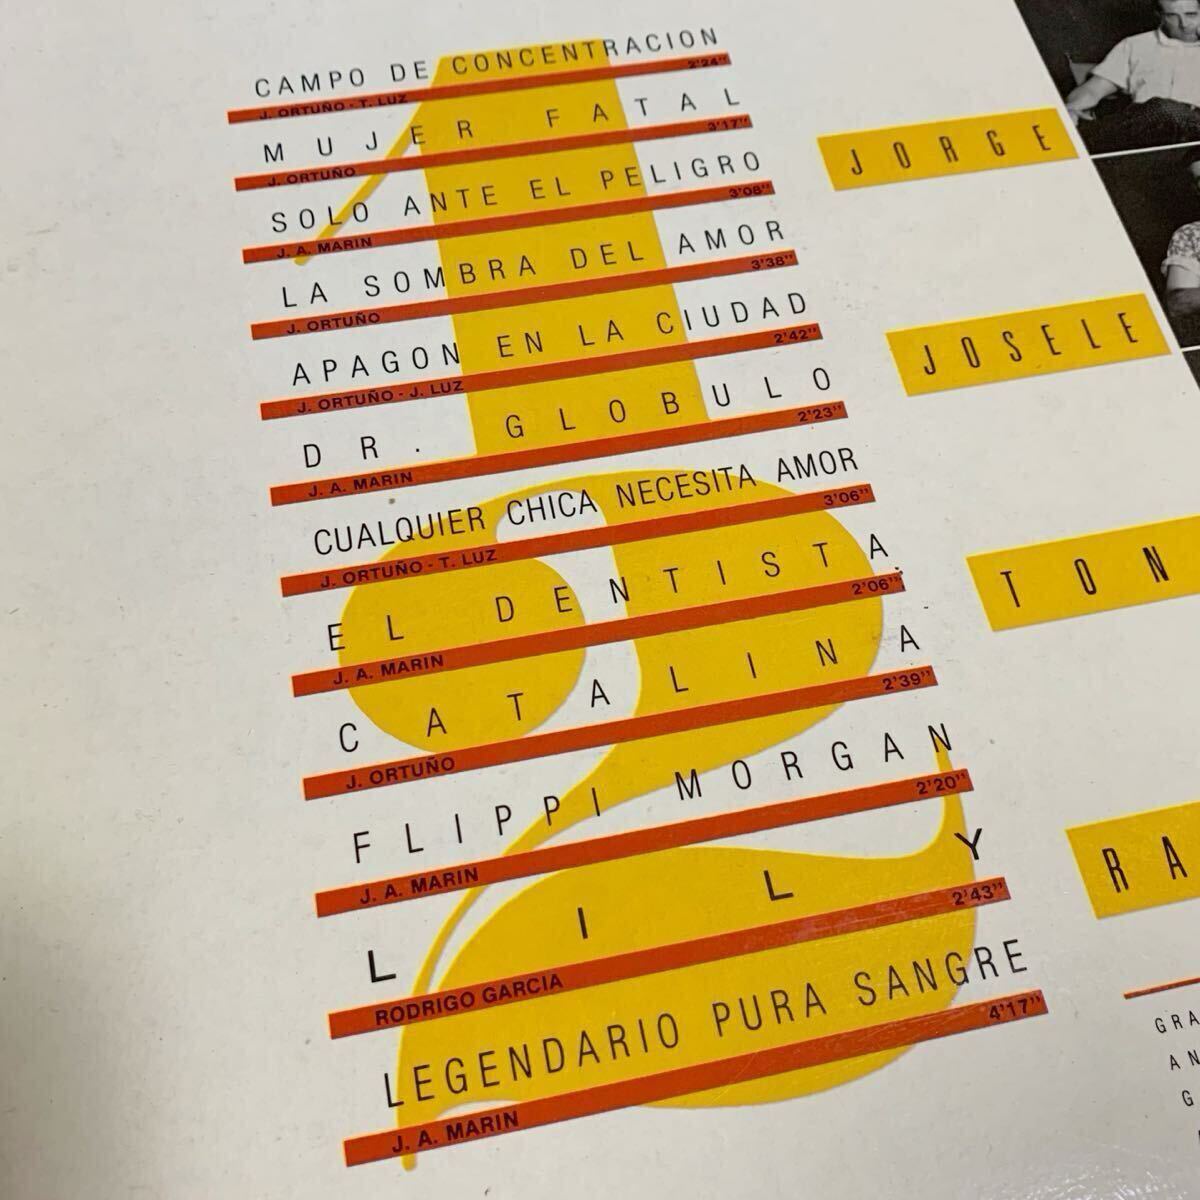 CAMPO DE CONCENTRACION
J. ORTUÑO - T. LUZ 2'24"
MUJER FATAL
J. ORTUÑO 3'17"
SOLO ANTE EL PELIGRO
J. A. MARIN 3'08"
LA SOMBRA DEL AMOR
J. ORTUÑO 3'38"
APAGON EN LA CIUDAD
J. ORTUÑO - J. LUZ 2'42"
DR. GLOBULO
J. A. MARIN 2'23"
CUALQUIER CHICA NECESITA AMOR
J. ORTUÑO - T. LUZ 3'06"
EL DENTISTA
J. A. MARIN 2'06"
CATALINA
J. ORTUÑO 2'39"
FLIPPI MORGAN
J. A. MARIN 2'20"
LILY
RODRIGO GARCIA 2'43"
LEGENDARIO PURA SANGRE
J. A. MARIN 4'17"
JORGE
JOSELE
TON
RA
GRA
AN
G